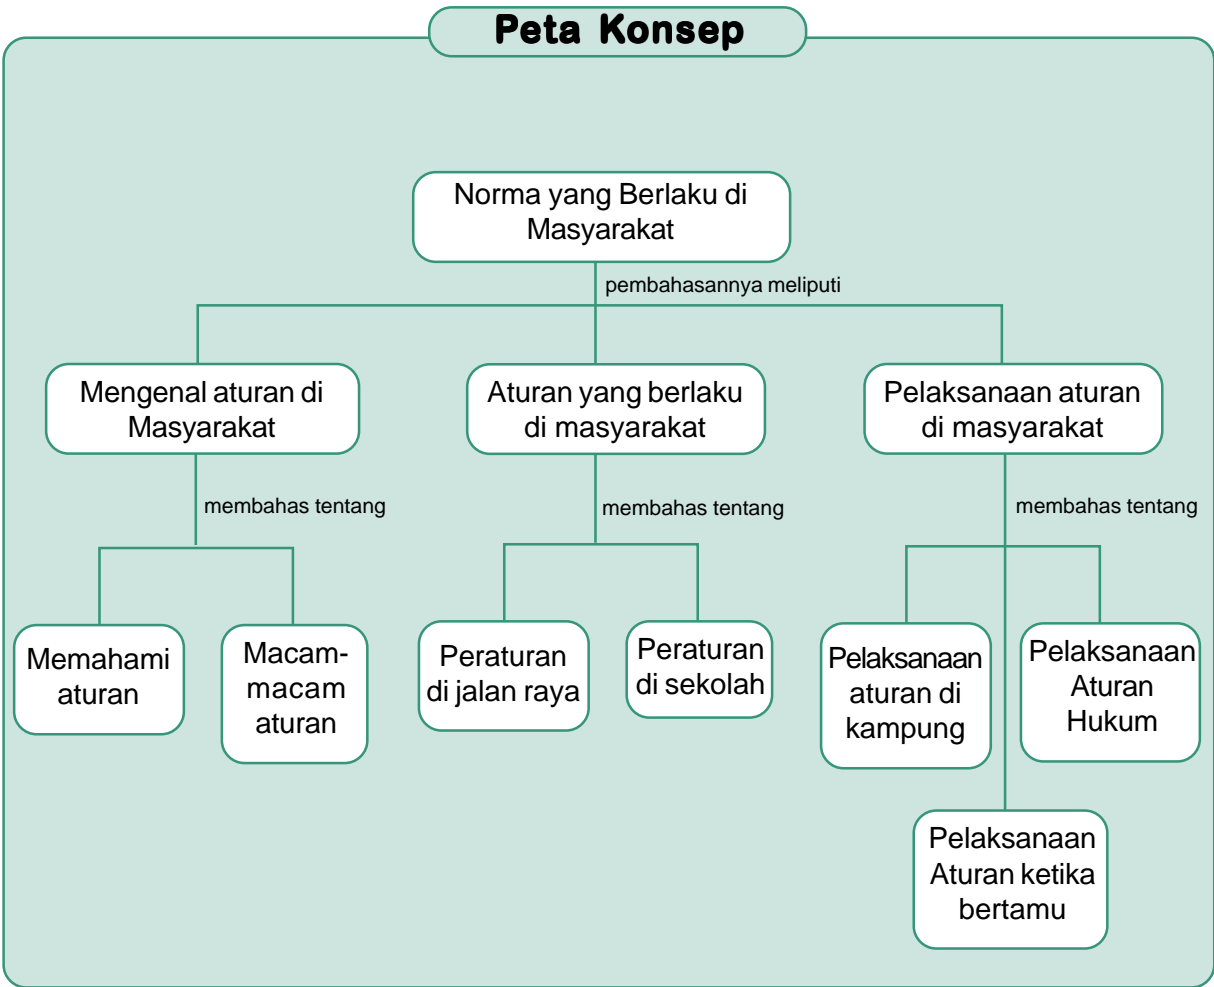 Peta Konsep
Norma yang Berlaku di
Masyarakat
pembahasannya meliputi
Mengenal aturan di
Masyarakat
Aturan yang berlaku
di masyarakat
Pelaksanaan aturan
di masyarakat
membahas tentang
membahas tentang
membahas tentang
Memahami
aturan
Macam-
macam
aturan
Peraturan
di jalan raya
Peraturan
di sekolah
Pelaksanaan
aturan di
kampung
Pelaksanaan
Aturan
Hukum
Pelaksanaan
Aturan ketika
bertamu